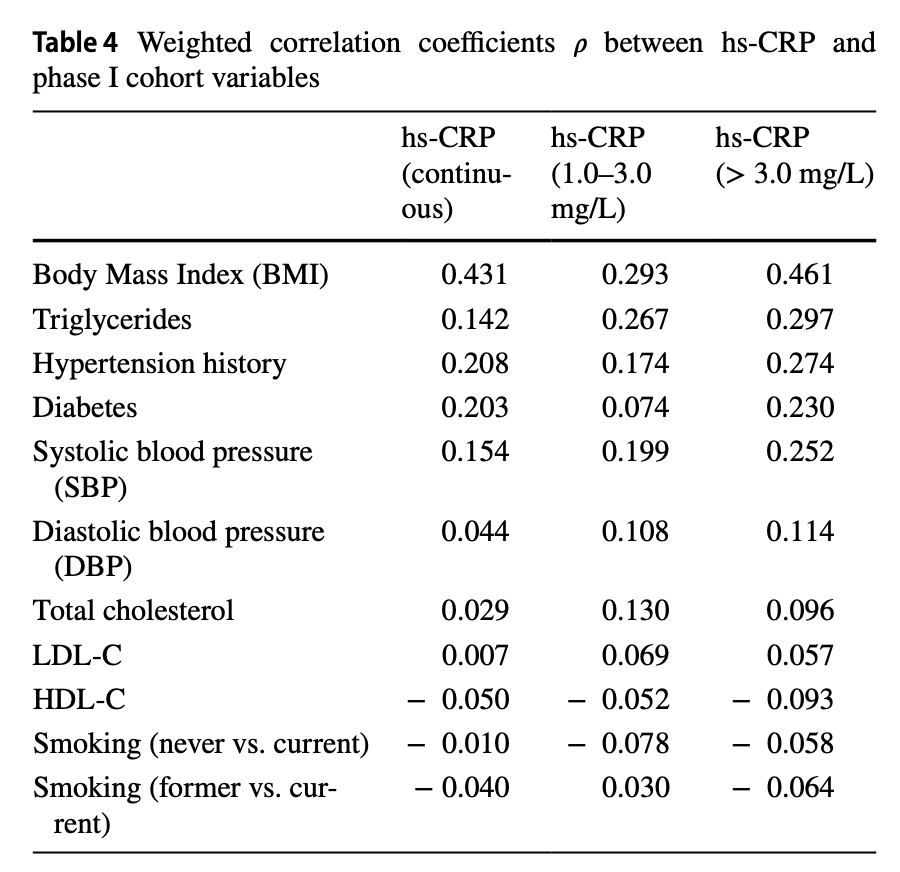 Table 4 Weighted correlation coefficients ρ between hs-CRP and
phase I cohort variables
hs-CRP (continu-ous) hs-CRP (1.0–3.0 mg/L) hs-CRP (> 3.0 mg/L)
Body Mass Index (BMI) 0.431 0.293 0.461
Triglycerides 0.142 0.267 0.297
Hypertension history 0.208 0.174 0.274
Diabetes 0.203 0.074 0.230
Systolic blood pressure 0.154 0.199 0.252
(SBP)
Diastolic blood pressure 0.044 0.108 0.114
(DBP)
Total cholesterol 0.029 0.130 0.096
LDL-C 0.007 0.069 0.057
HDL-C − 0.050 − 0.052 − 0.093
Smoking (never vs. current) − 0.010 − 0.078 − 0.058
Smoking (former vs. cur- − 0.040 0.030 − 0.064
rent)